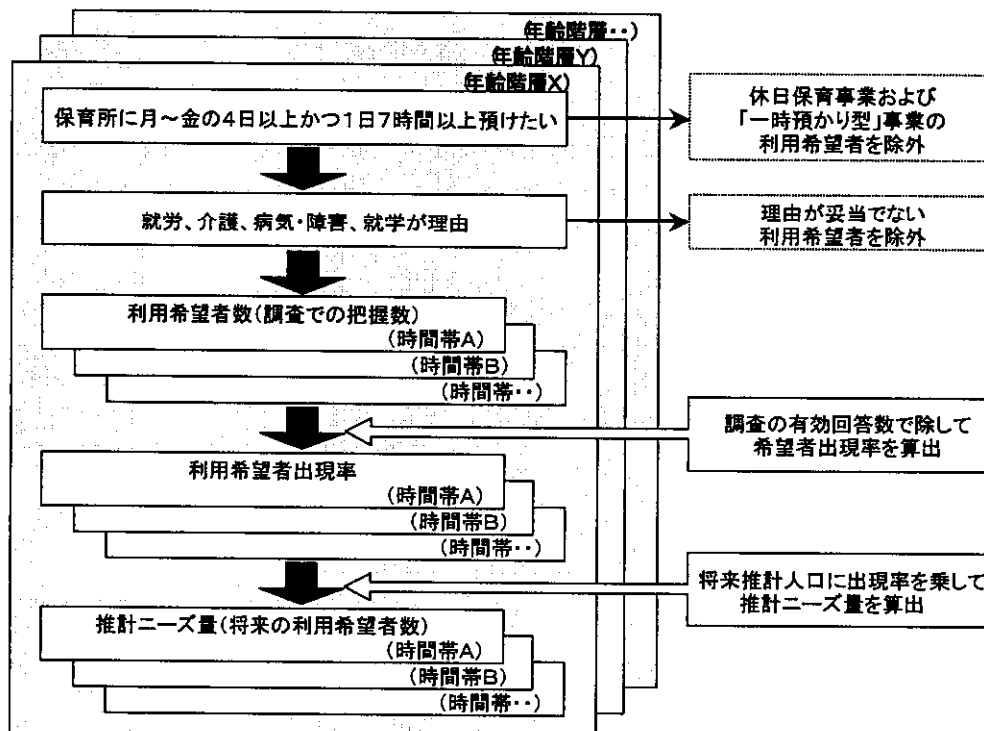 (年齢階層・・)
(年齢階層Y)
(年齢階層X)
保育所に月～金の4日以上かつ1日7時間以上預けたい
休日保育事業および
「一時預かり型」事業の
利用希望者を除外
就労、介護、病気・障害、就学が理由
理由が妥当でない
利用希望者を除外
利用希望者数(調査での把握数)
(時間帯A)
(時間帯B)
(時間帯・・)
調査の有効回答数で除して
希望者出現率を算出
利用希望者出現率
(時間帯A)
(時間帯B)
(時間帯・・)
将来推計人口に出現率を乗して
推計ニーズ量を算出
推計ニーズ量(将来の利用希望者数)
(時間帯A)
(時間帯B)
(時間帯・・)